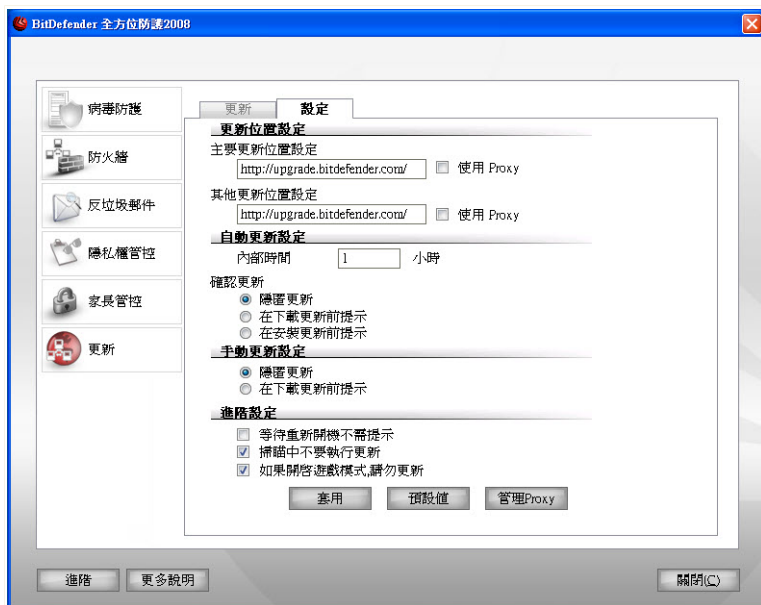 BitDefender 全方位防護2008
病毒防護
防火牆
反垃圾郵件
隱私權管控
家長管控
更新
更新
設定
更新位置設定
主要更新位置設定
http://upgrade.bitdefender.com/
使用 Proxy
其他更新位置設定
http://upgrade.bitdefender.com/
使用 Proxy
自動更新設定
內部時間 1 小時
確認更新
隱匿更新
在下載更新前提示
在安裝更新前提示
手動更新設定
隱匿更新
在下載更新前提示
進階設定
等待重新開機不需提示
掃瞄中不要執行更新
如果開啓遊戲模式,請勿更新
套用
預設值
管理Proxy
進階
更多說明
關閉(C)